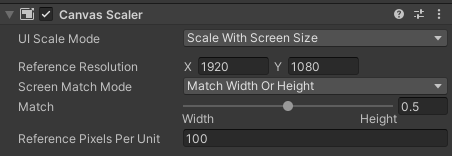 Canvas Scaler
UI Scale Mode Scale With Screen Size
Reference Resolution X 1920 Y 1080
Screen Match Mode Match Width Or Height
Match 0.5
Width Height
Reference Pixels Per Unit 100